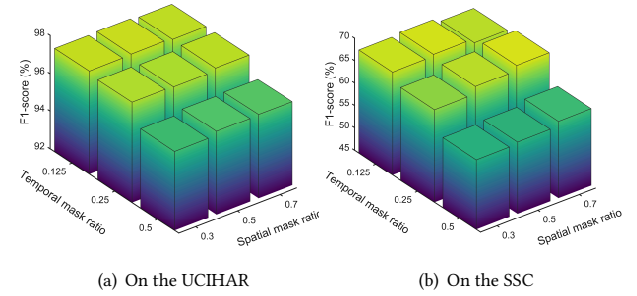 98
96
94
92
F1-score (%)
0.125
0.25
0.5
Temporal mask ratio
0.3
0.5
0.7
Spatial mask ratio
(a) On the UCIHAR
70
65
60
55
50
45
F1-score (%)
0.125
0.25
0.5
Temporal mask ratio
0.3
0.5
0.7
Spatial mask ratio
(b) On the SSC